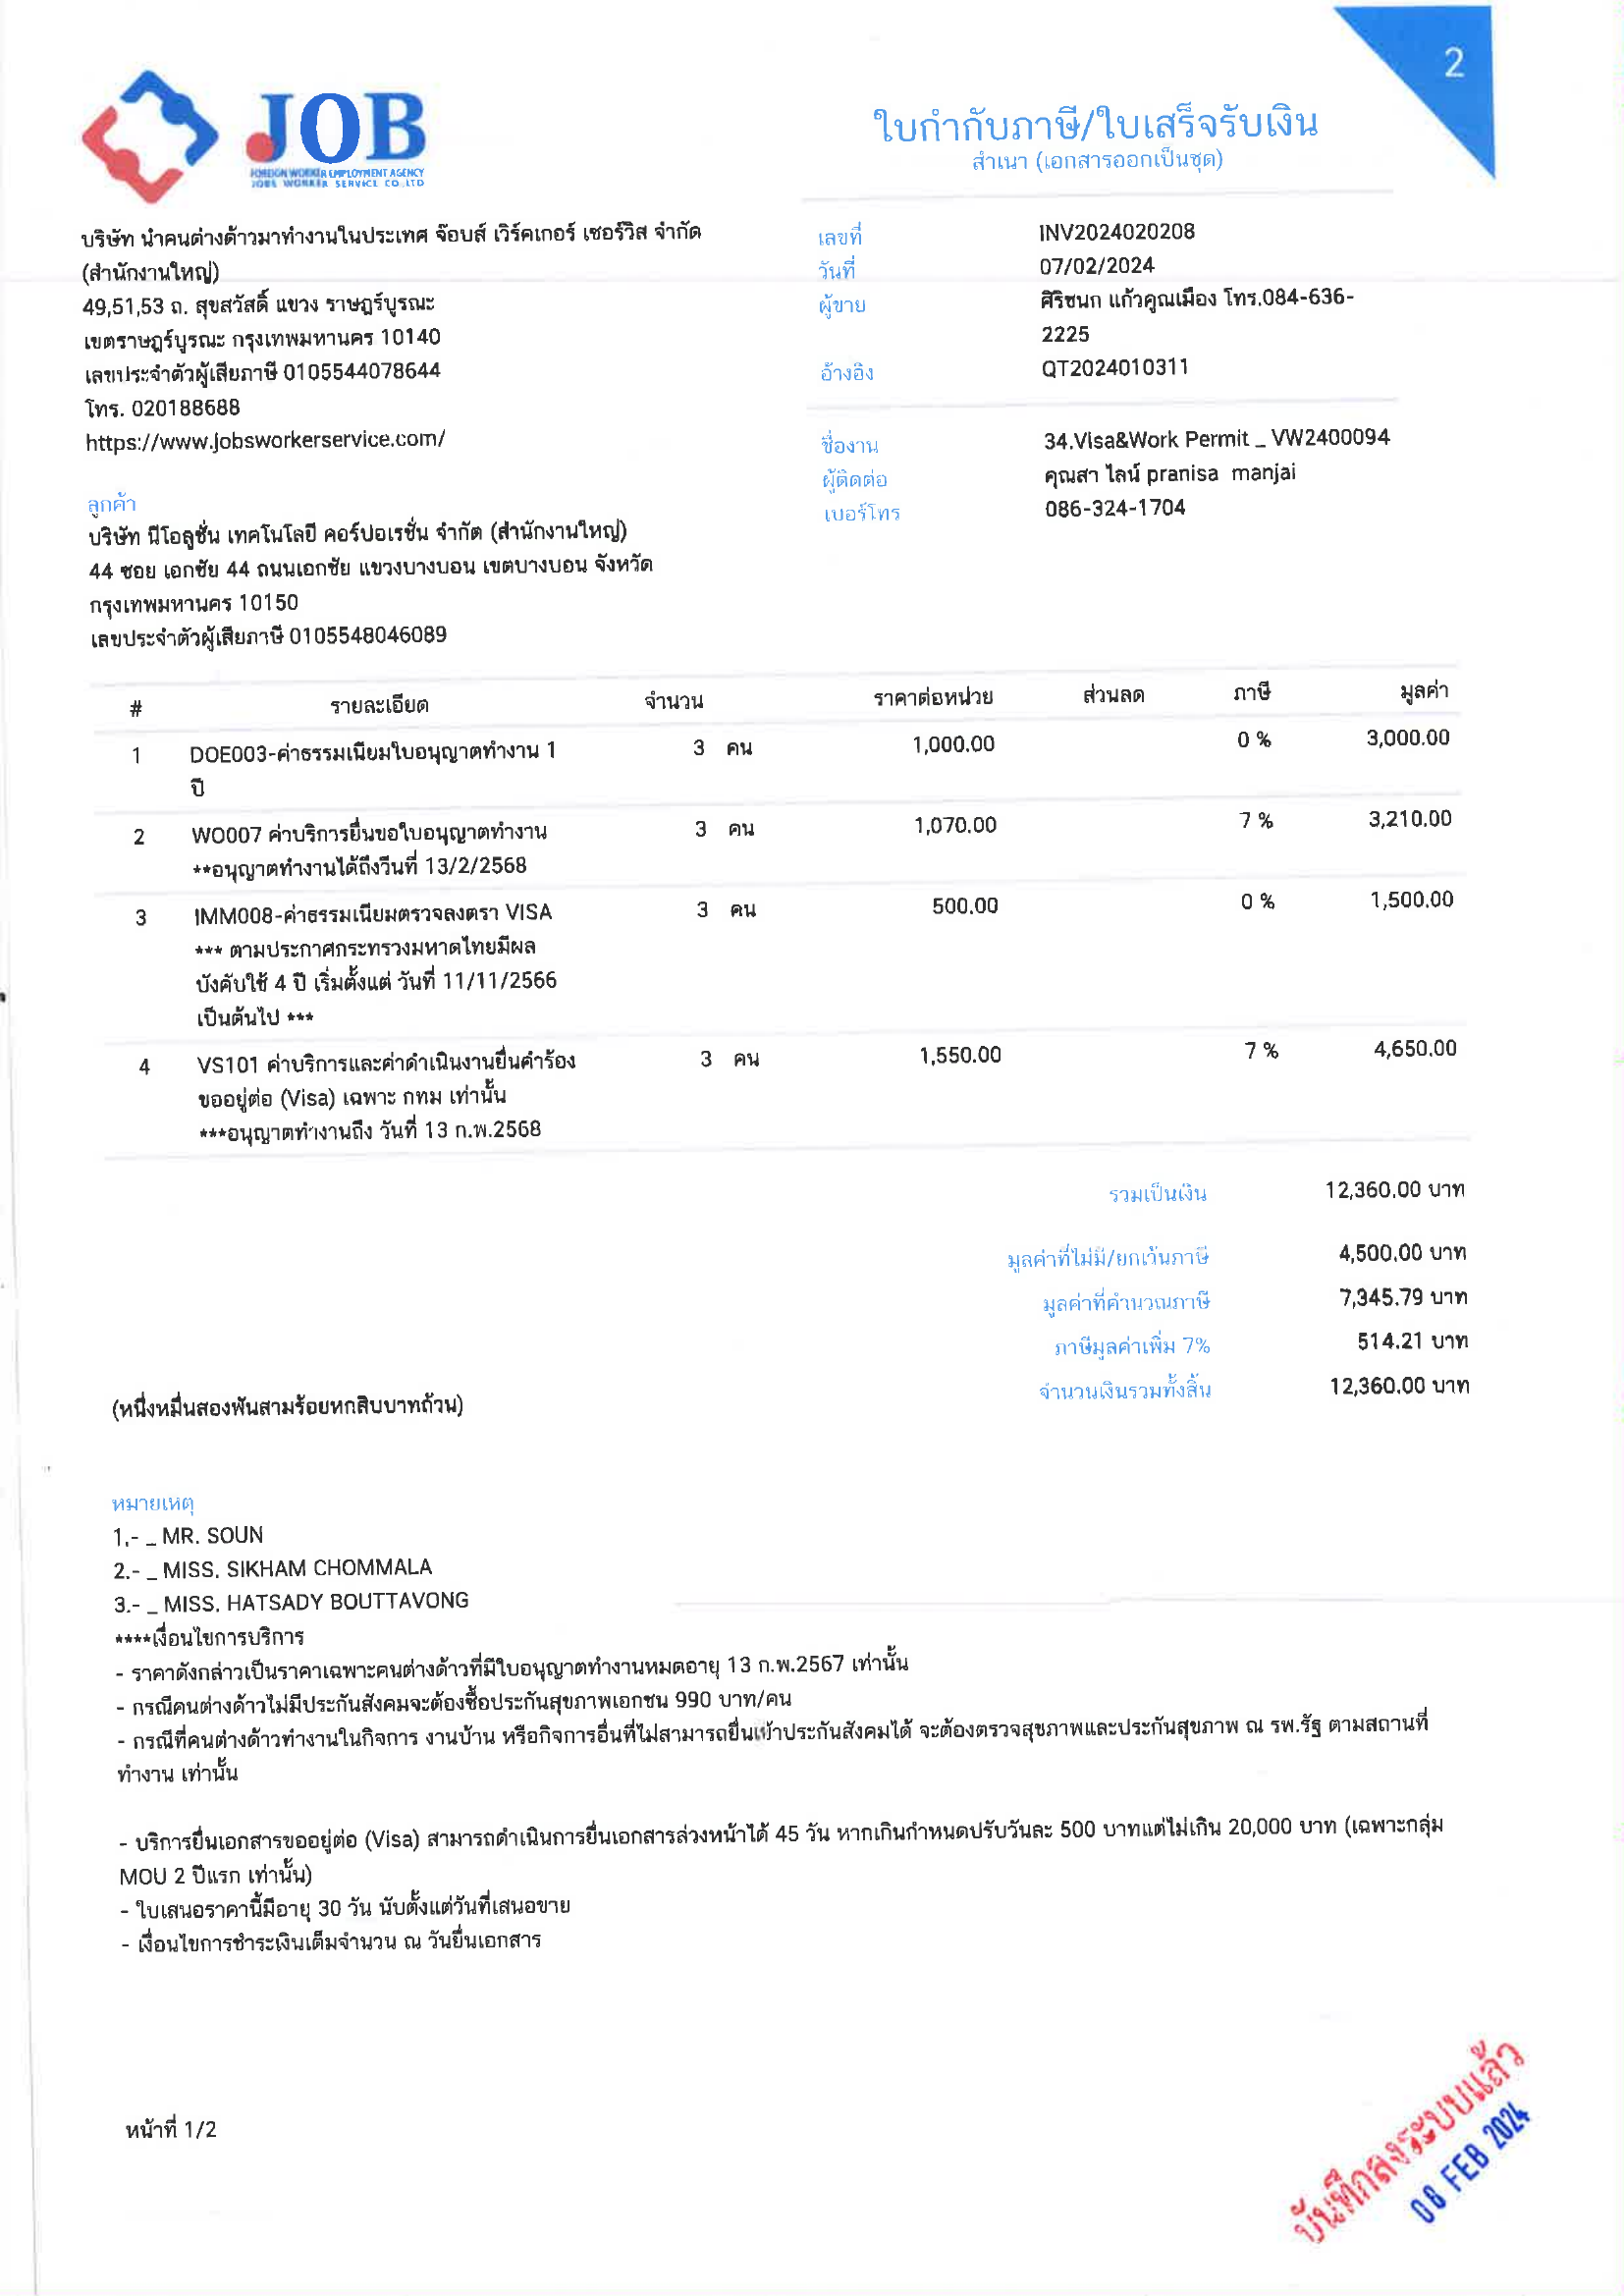 2
JOB
FOREIGN WORKER EMPLOYMENT AGENCY
JOBS WORKER SERVICE CO.,LTD
ใบกำกับภาษี/ใบเสร็จรับเงิน
สำเนา (เอกสารออกเป็นชุด)
บริษัท นำคนต่างด้าวมาทำงานในประเทศ จ๊อบส์ เวิร์คเกอร์ เซอร์วิส จำกัด
(สำนักงานใหญ่)
49,51,53 ถ. สุขสวัสดิ์ แขวง ราษฎร์บูรณะ
เขตราษฎร์บูรณะ กรุงเทพมหานคร 10140
เลขประจำตัวผู้เสียภาษี 0105544078644
โทร. 020188688
https://www.jobsworkerservice.com/
เลขที่ INV2024020208
วันที่ 07/02/2024
ผู้ขาย ศิริชนก แก้วคูณเมือง โทร.084-636-
2225
อ้างอิง QT2024010311
ชื่องาน 34.Visa&Work Permit _ VW2400094
ผู้ติดต่อ คุณสา ไลน์ pranisa manjai
เบอร์โทร 086-324-1704
ลูกค้า
บริษัท นีโอลูชั่น เทคโนโลยี คอร์ปอเรชั่น จำกัด (สำนักงานใหญ่)
44 ซอย เอกชัย 44 ถนนเอกชัย แขวงบางบอน เขตบางบอน จังหวัด
กรุงเทพมหานคร 10150
เลขประจำตัวผู้เสียภาษี 0105548046089
# รายละเอียด จำนวน ราคาต่อหน่วย ส่วนลด ภาษี มูลค่า
1 DOE003-ค่าธรรมเนียมใบอนุญาตทำงาน 1 3 คน 1,000.00 0 % 3,000.00
ปี
2 WO007 ค่าบริการยื่นขอใบอนุญาตทำงาน 3 คน 1,070.00 7 % 3,210.00
**อนุญาตทำงานได้ถึงวันที่ 13/2/2568
3 IMM008-ค่าธรรมเนียมตรวจลงตรา VISA 3 คน 500.00 0 % 1,500.00
*** ตามประกาศกระทรวงมหาดไทยมีผล
บังคับใช้ 4 ปี เริ่มตั้งแต่ วันที่ 11/11/2566
เป็นต้นไป ***
4 VS101 ค่าบริการและค่าดำเนินงานยื่นคำร้อง 3 คน 1,550.00 7 % 4,650.00
ขออยู่ต่อ (Visa) เฉพาะ กทม เท่านั้น
***อนุญาตทำงานถึง วันที่ 13 ก.พ.2568
รวมเป็นเงิน 12,360.00 บาท
มูลค่าที่ไม่มี/ยกเว้นภาษี 4,500.00 บาท
มูลค่าที่คำนวณภาษี 7,345.79 บาท
ภาษีมูลค่าเพิ่ม 7% 514.21 บาท
จำนวนเงินรวมทั้งสิ้น 12,360.00 บาท
(หนึ่งหมื่นสองพันสามร้อยหกสิบบาทถ้วน)
หมายเหตุ
1.- _ MR. SOUN
2.- _ MISS. SIKHAM CHOMMALA
3.- _ MISS. HATSADY BOUTTAVONG
****เงื่อนไขการบริการ
- ราคาดังกล่าวเป็นราคาเฉพาะคนต่างด้าวที่มีใบอนุญาตทำงานหมดอายุ 13 ก.พ.2567 เท่านั้น
- กรณีคนต่างด้าวไม่มีประกันสังคมจะต้องซื้อประกันสุขภาพเอกชน 990 บาท/คน
- กรณีที่คนต่างด้าวทำงานในกิจการ งานบ้าน หรือกิจการอื่นที่ไม่สามารถยื่นเข้าประกันสังคมได้ จะต้องตรวจสุขภาพและประกันสุขภาพ ณ รพ.รัฐ ตามสถานที่
ทำงาน เท่านั้น
- บริการยื่นเอกสารขออยู่ต่อ (Visa) สามารถดำเนินการยื่นเอกสารล่วงหน้าได้ 45 วัน หากเกินกำหนดปรับวันละ 500 บาทแต่ไม่เกิน 20,000 บาท (เฉพาะกลุ่ม
MOU 2 ปีแรก เท่านั้น)
- ใบเสนอราคานี้มีอายุ 30 วัน นับตั้งแต่วันที่เสนอขาย
- เงื่อนไขการชำระเงินเต็มจำนวน ณ วันยื่นเอกสาร
หน้าที่ 1/2
บันทึกลงระบบแล้ว
08 FEB 2024